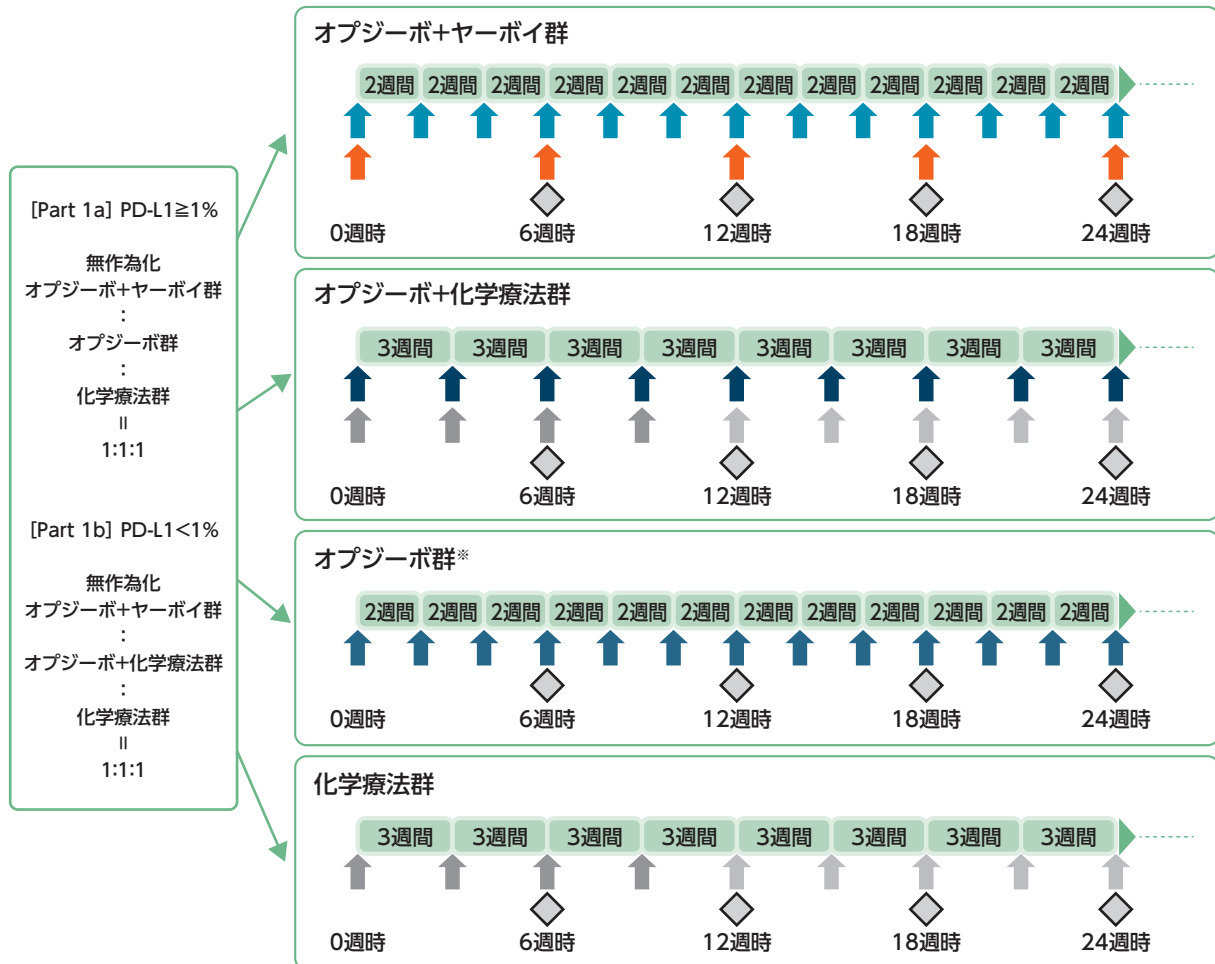 [Part 1a] PD-L1≧1%
無作為化
オプジーボ+ヤーボイ群
:
オプジーボ群
:
化学療法群
=
1:1:1
[Part 1b] PD-L1<1%
無作為化
オプジーボ+ヤーボイ群
:
オプジーボ+化学療法群
:
化学療法群
=
1:1:1
オプジーボ+ヤーボイ群
2週間 2週間 2週間 2週間 2週間 2週間 2週間 2週間 2週間 2週間 2週間 2週間
0週時 6週時 12週時 18週時 24週時
オプジーボ+化学療法群
3週間 3週間 3週間 3週間 3週間 3週間 3週間 3週間
0週時 6週時 12週時 18週時 24週時
オプジーボ群※
2週間 2週間 2週間 2週間 2週間 2週間 2週間 2週間 2週間 2週間 2週間 2週間
0週時 6週時 12週時 18週時 24週時
化学療法群
3週間 3週間 3週間 3週間 3週間 3週間 3週間 3週間
0週時 6週時 12週時 18週時 24週時